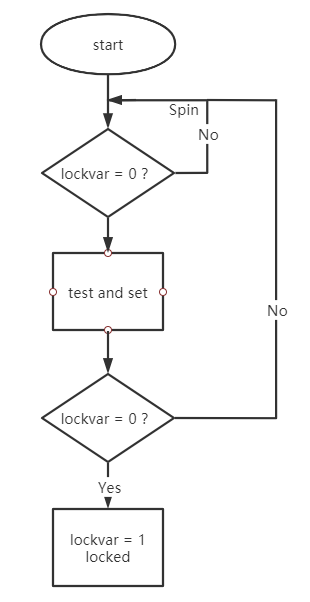 start
Spin
No
lockvar = 0 ?
test and set
No
lockvar = 0 ?
Yes
lockvar = 1
locked